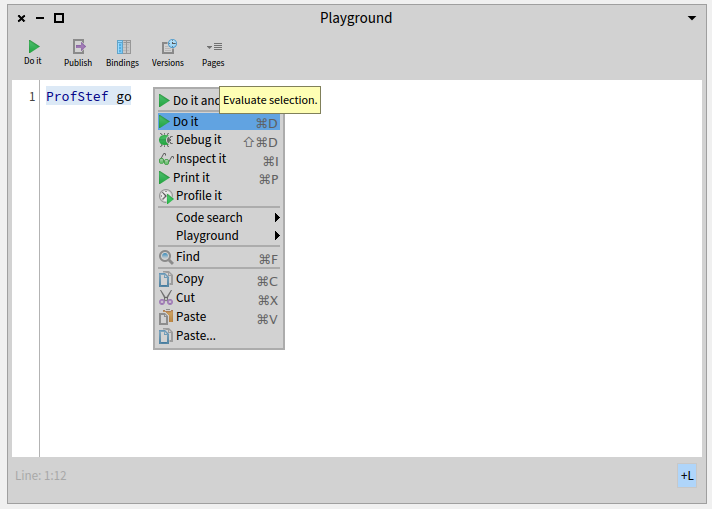 Playground
Do it Publish Bindings Versions Pages
1 ProfStef go
Do it and
Evaluate selection.
Do it ⌘D
Debug it ⇧⌘D
Inspect it ⌘I
Print it ⌘P
Profile it
Code search
Playground
Find ⌘F
Copy ⌘C
Cut ⌘X
Paste ⌘V
Paste...
Line: 1:12
+L